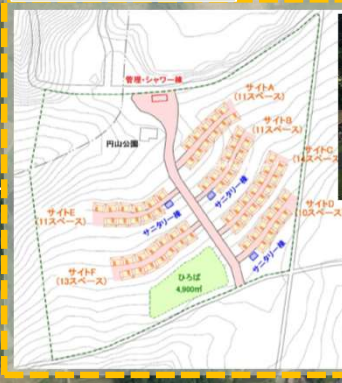 管理・シャワー棟
サイトA
(11スペース)
サイトB
(11スペース)
円山公園
サイトC
(14スペース)
サイトD
(10スペース)
サイトE
(11スペース)
サニタリー棟
サニタリー棟
サニタリー棟
サイトF
(13スペース)
ひろば
4,900㎡